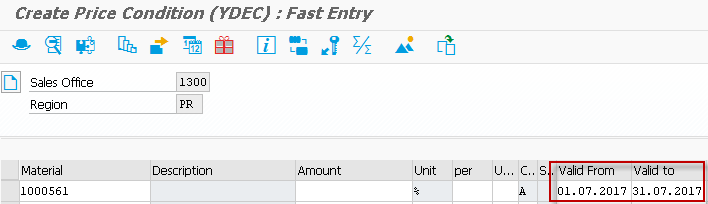 Create Price Condition (YDEC) : Fast Entry
Sales Office 1300
Region PR
Material Description Amount Unit per U... C.. S.. Valid From Valid to
1000561 % A 01.07.2017 31.07.2017